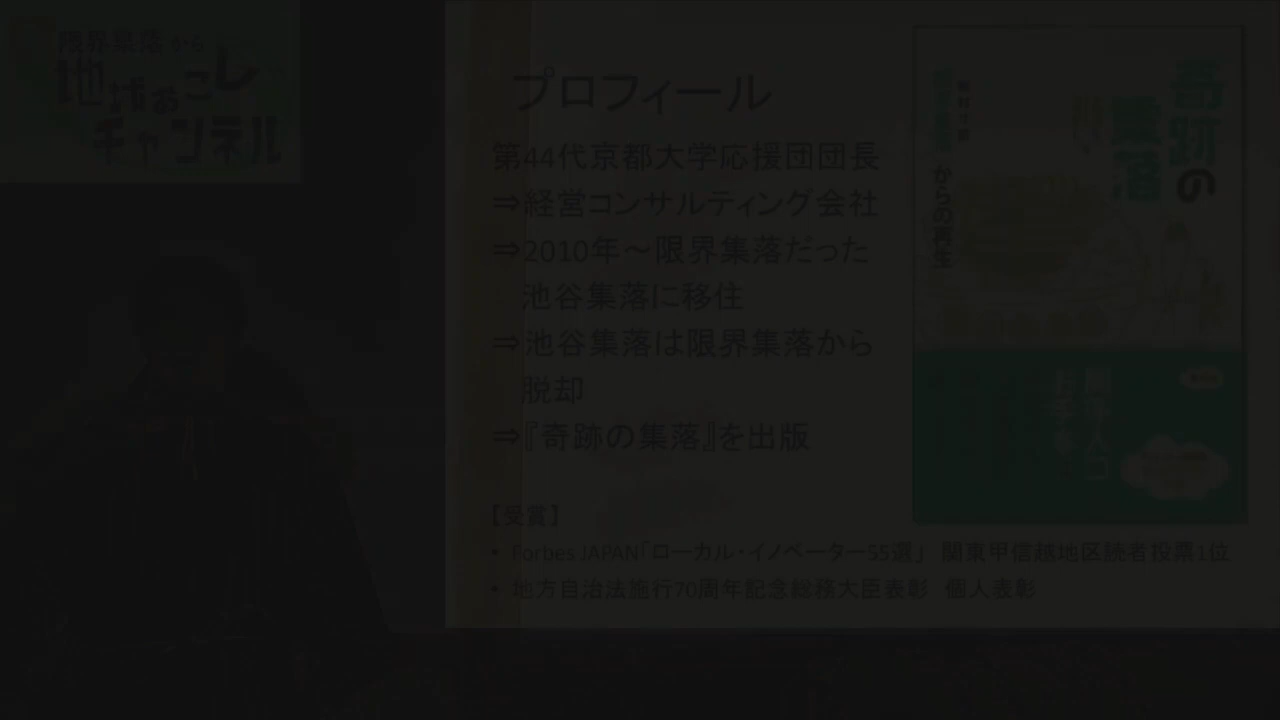 限界集落から
地域おこし
チャンネル
プロフィール
第44代京都大学応援団団長
⇒経営コンサルティング会社
⇒2010年～限界集落だった
池谷集落に移住
⇒池谷集落は限界集落から
脱却
⇒『奇跡の集落』を出版
【受賞】
・ Forbes JAPAN「ローカル・イノベーター55選」 関東甲信越地区読者投票1位
・ 地方自治法施行70周年記念総務大臣表彰 個人表彰
奇跡の
集落
からの再生